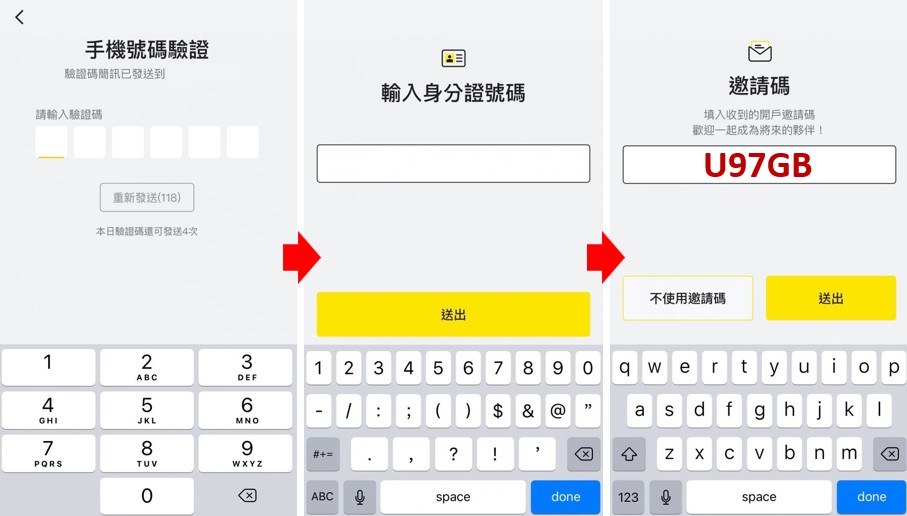 手機號碼驗證
驗證碼簡訊已發送到
請輸入驗證碼
重新發送(118)
本日驗證碼還可發送4次
1
2
ABC
3
DEF
4
GHI
5
JKL
6
MNO
7
PQRS
8
TUV
9
WXYZ
0
輸入身分證號碼
送出
1 2 3 4 5 6 7 8 9 0
- / : ; ( ) $ & @ ”
#+= . , ? ! ’
ABC space done
邀請碼
填入收到的開戶邀請碼
歡迎一起成為將來的夥伴！
U97GB
不使用邀請碼 送出
q w e r t y u i o p
a s d f g h j k l
z x c v b n m
123 space done